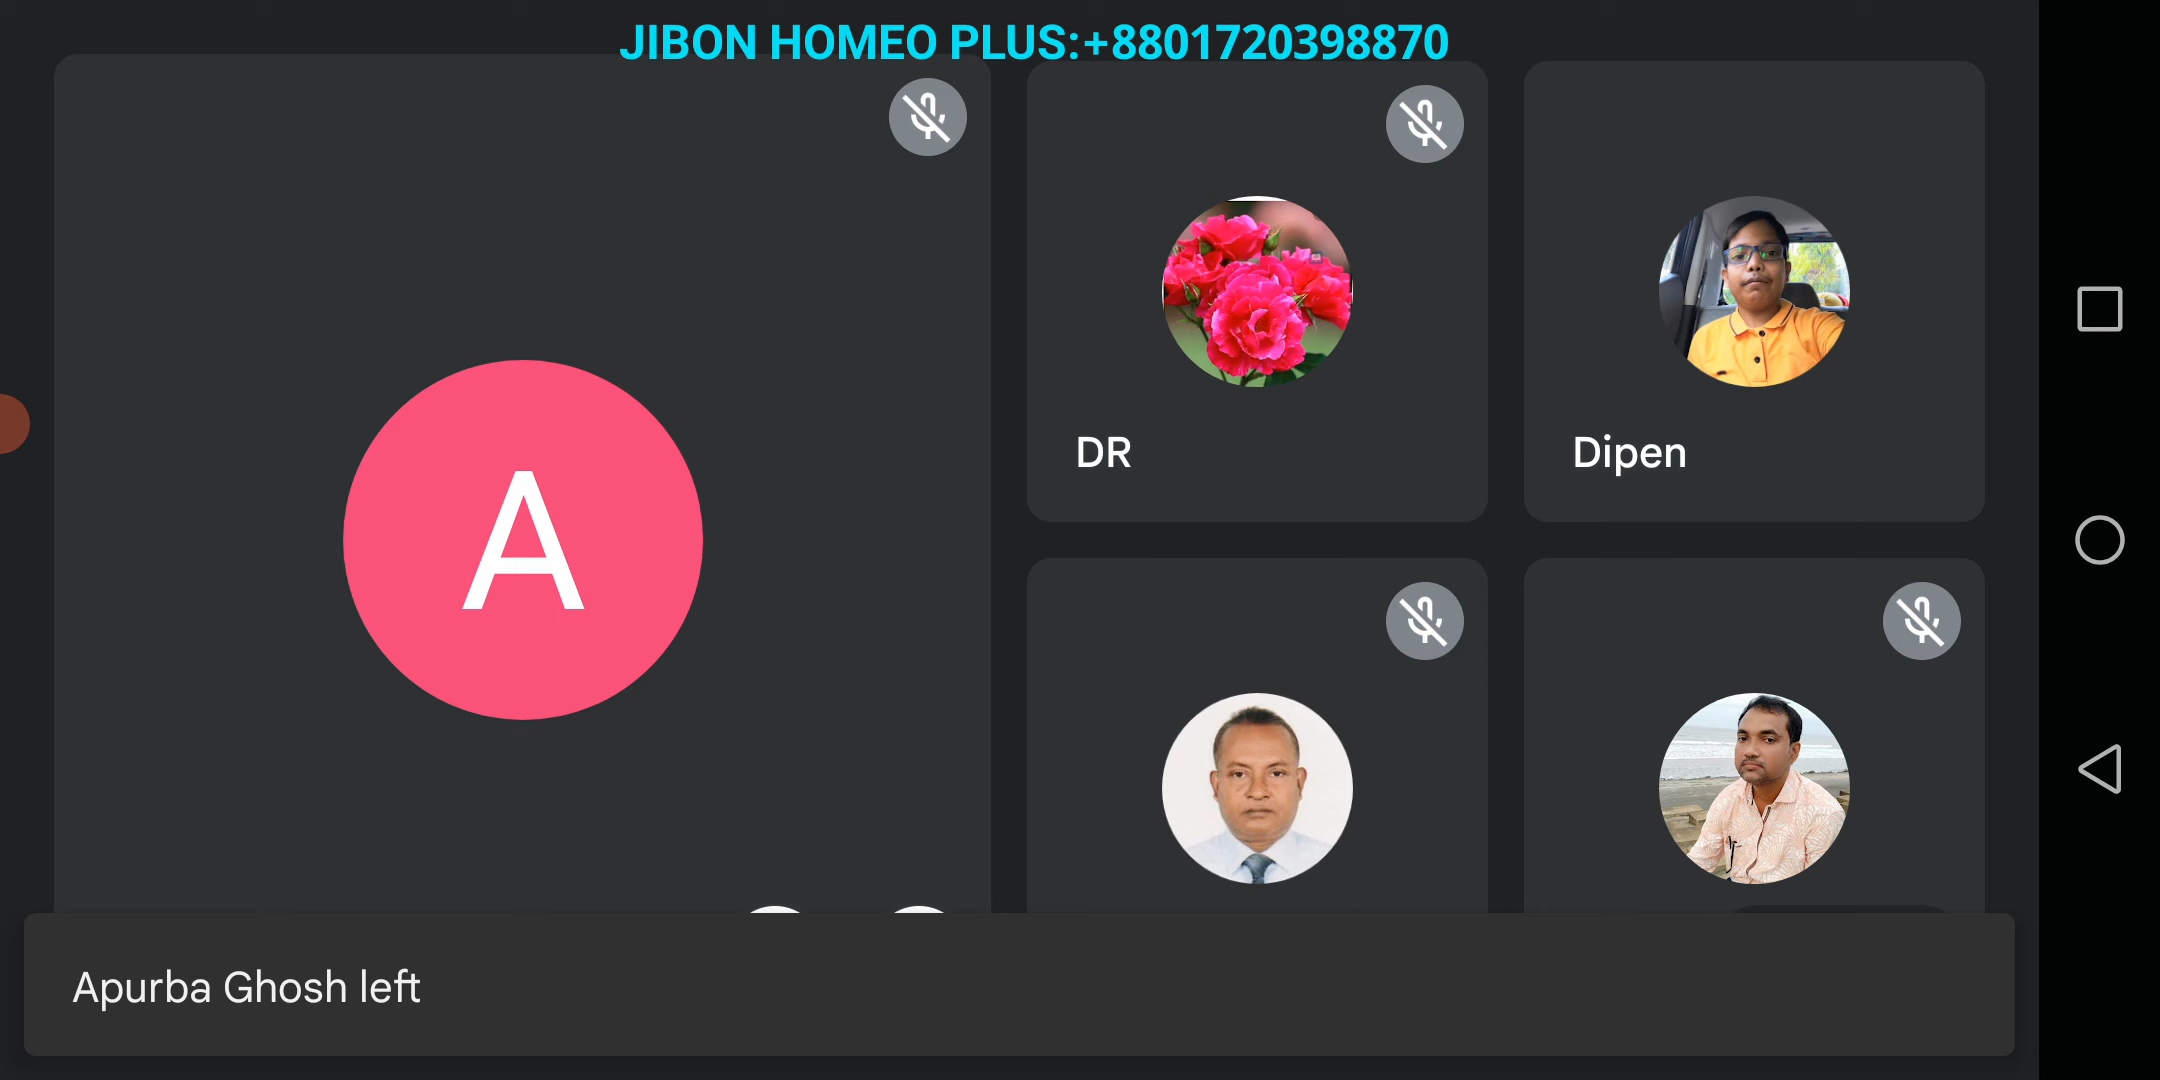 JIBON HOMEO PLUS:+8801720398870
A
DR
Dipen
Apurba Ghosh left